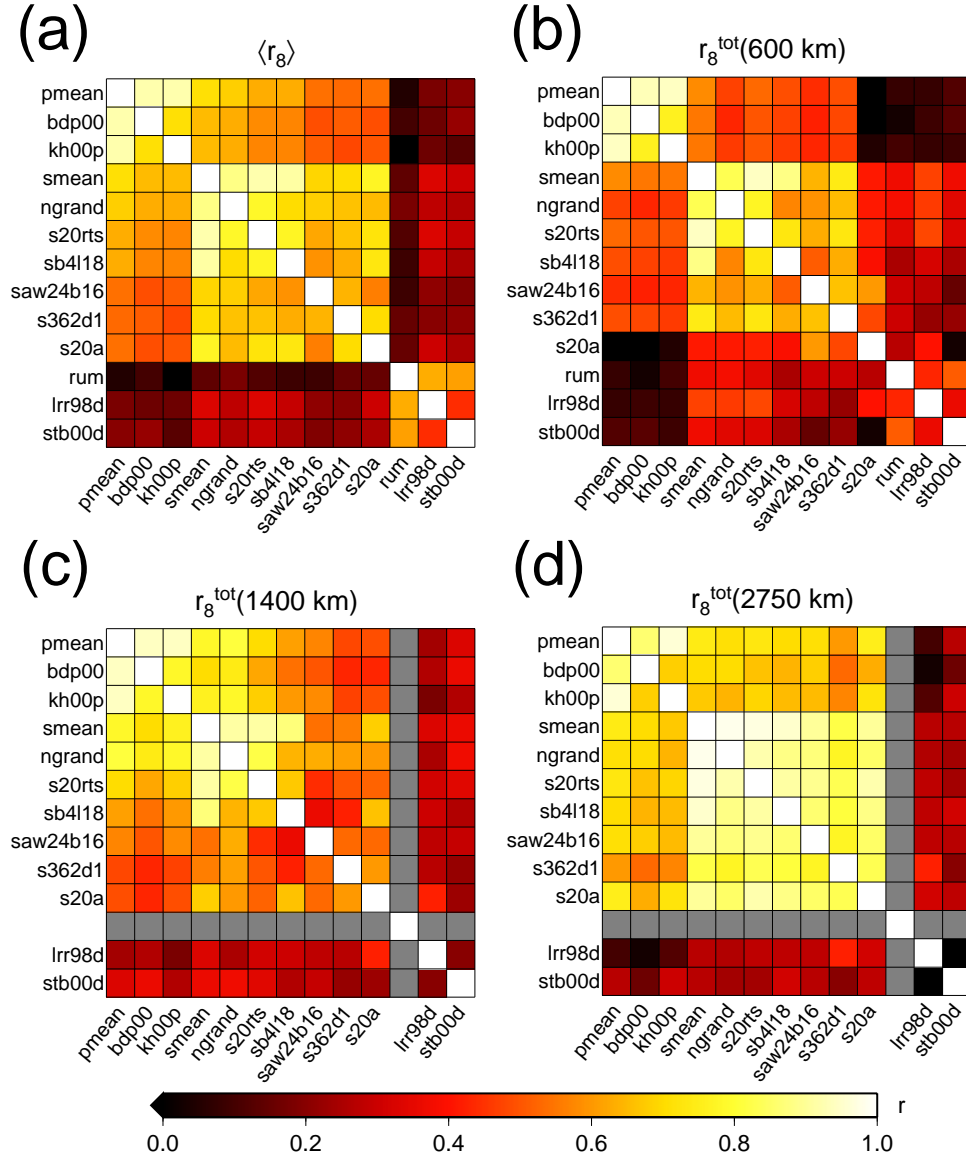 (a)
⟨r8⟩
pmean
bdp00
kh00p
smean
ngrand
s20rts
sb4l18
saw24b16
s362d1
s20a
rum
lrr98d
stb00d
pmean bdp00 kh00p smean ngrand s20rts sb4l18 saw24b16 s362d1 s20a rum lrr98d stb00d
(b)
r8tot(600 km)
pmean
bdp00
kh00p
smean
ngrand
s20rts
sb4l18
saw24b16
s362d1
s20a
rum
lrr98d
stb00d
pmean bdp00 kh00p smean ngrand s20rts sb4l18 saw24b16 s362d1 s20a rum lrr98d stb00d
(c)
r8tot(1400 km)
pmean
bdp00
kh00p
smean
ngrand
s20rts
sb4l18
saw24b16
s362d1
s20a
lrr98d
stb00d
pmean bdp00 kh00p smean ngrand s20rts sb4l18 saw24b16 s362d1 s20a lrr98d stb00d
(d)
r8tot(2750 km)
pmean
bdp00
kh00p
smean
ngrand
s20rts
sb4l18
saw24b16
s362d1
s20a
lrr98d
stb00d
pmean bdp00 kh00p smean ngrand s20rts sb4l18 saw24b16 s362d1 s20a lrr98d stb00d
r
0.0 0.2 0.4 0.6 0.8 1.0